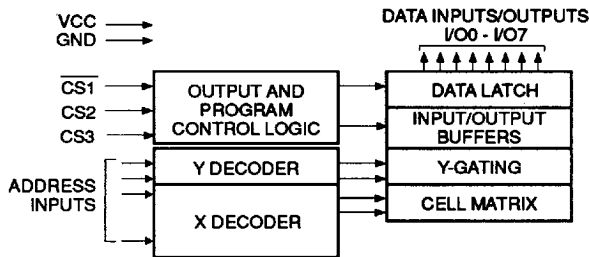 VCC
GND
DATA INPUTS/OUTPUTS
I/O0 - I/O7
CS1
CS2
CS3
OUTPUT AND
PROGRAM
CONTROL LOGIC
DATA LATCH
INPUT/OUTPUT
BUFFERS
ADDRESS
INPUTS
Y DECODER
Y-GATING
X DECODER
CELL MATRIX